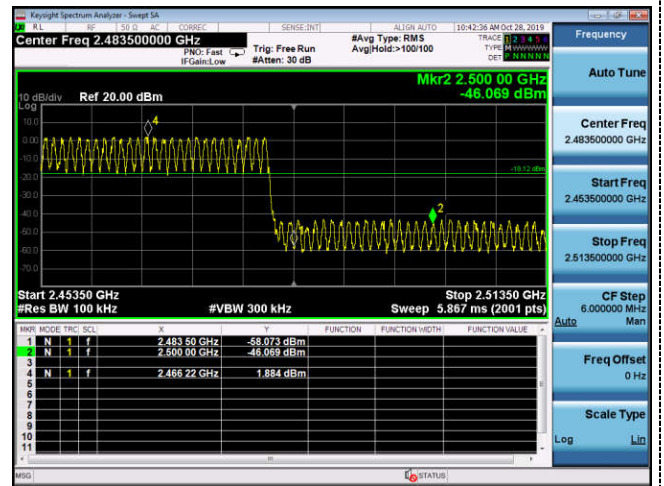 Keysight Spectrum Analyzer - Swept SA
RL RF 50 Ω AC CORREC SENSE:INT ALIGN AUTO 10:42:36 AM Oct 28, 2019
Center Freq 2.483500000 GHz
PNO: Fast
IFGain:Low
Trig: Free Run
#Atten: 30 dB
#Avg Type: RMS
Avg|Hold:>100/100
TRACE 1 2 3 4 5 6
TYPE M WWWWW
DET P NNNNN
Mkr2 2.500 00 GHz
-46.069 dBm
10 dB/div Ref 20.00 dBm
Log
10.0
0.00
-10.0
-20.0
-30.0
-40.0
-50.0
-60.0
-70.0
4
-18.12 dBm
2
Start 2.45350 GHz Stop 2.51350 GHz
#Res BW 100 kHz #VBW 300 kHz Sweep 5.867 ms (2001 pts)
MKR MODE TRC SCL X Y FUNCTION FUNCTION WIDTH FUNCTION VALUE
1 N 1 f 2.483 50 GHz -58.073 dBm
2 N 1 f 2.500 00 GHz -46.069 dBm
3
4 N 1 f 2.466 22 GHz 1.884 dBm
5
6
7
8
9
10
11
MSG STATUS
Frequency
Auto Tune
Center Freq
2.483500000 GHz
Start Freq
2.453500000 GHz
Stop Freq
2.513500000 GHz
CF Step
6.000000 MHz
Auto Man
Freq Offset
0 Hz
Scale Type
Log Lin